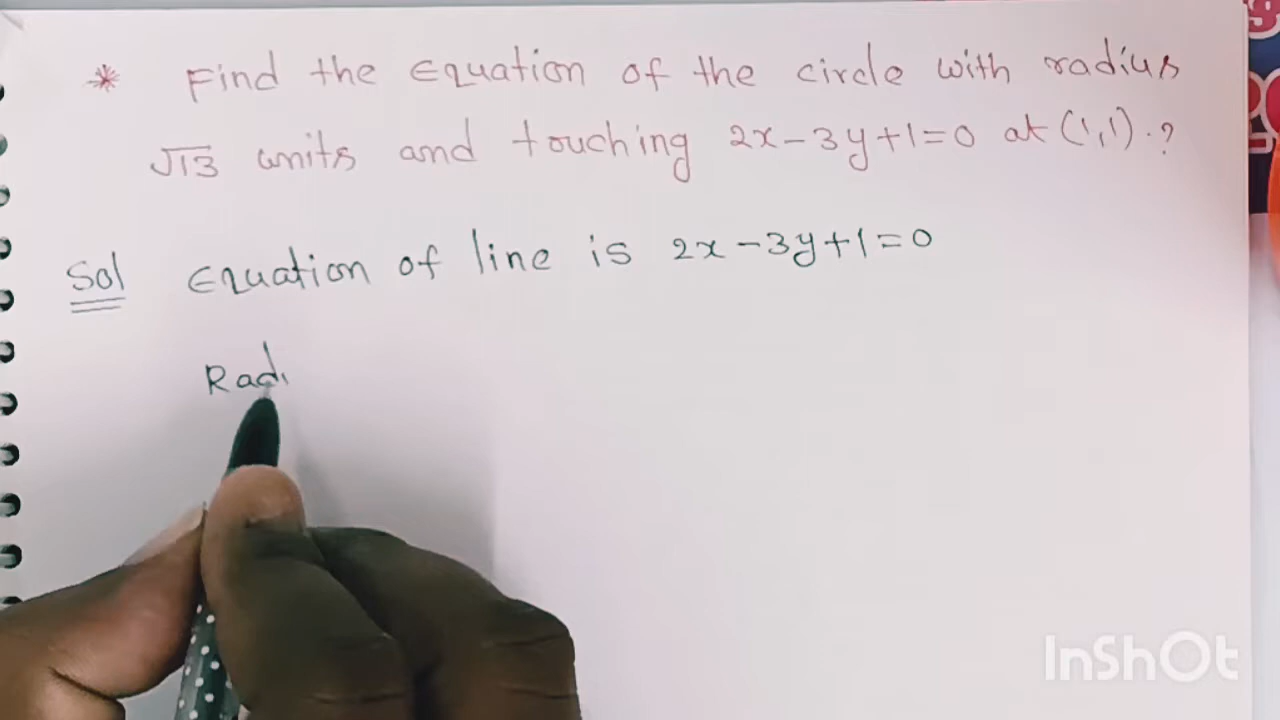 * Find the Equation of the circle with radius
√13 units and touching 2x-3y+1=0 at (1,1).?
Sol Equation of line is 2x-3y+1=0
Radi
InShOt